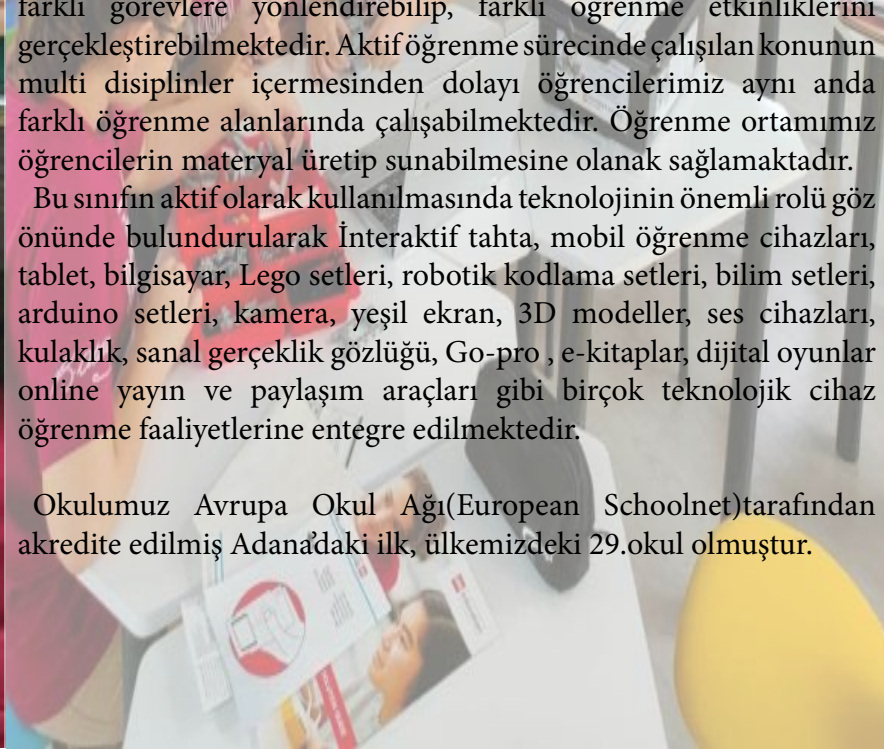 farklı görevlere yönlendirebilip, farklı öğrenme etkinliklerini
gerçekleştirebilmektedir. Aktif öğrenme sürecinde çalışılan konunun
multi disiplinler içermesinden dolayı öğrencilerimiz aynı anda
farklı öğrenme alanlarında çalışabilmektedir. Öğrenme ortamımız
öğrencilerin materyal üretip sunabilmesine olanak sağlamaktadır.
Bu sınıfın aktif olarak kullanılmasında teknolojinin önemli rolü göz
önünde bulundurularak İnteraktif tahta, mobil öğrenme cihazları,
tablet, bilgisayar, Lego setleri, robotik kodlama setleri, bilim setleri,
arduino setleri, kamera, yeşil ekran, 3D modeller, ses cihazları,
kulaklık, sanal gerçeklik gözlüğü, Go-pro , e-kitaplar, dijital oyunlar
online yayın ve paylaşım araçları gibi birçok teknolojik cihaz
öğrenme faaliyetlerine entegre edilmektedir.
Okulumuz Avrupa Okul Ağı(European Schoolnet)tarafından
akredite edilmiş Adana'daki ilk, ülkemizdeki 29.okul olmuştur.